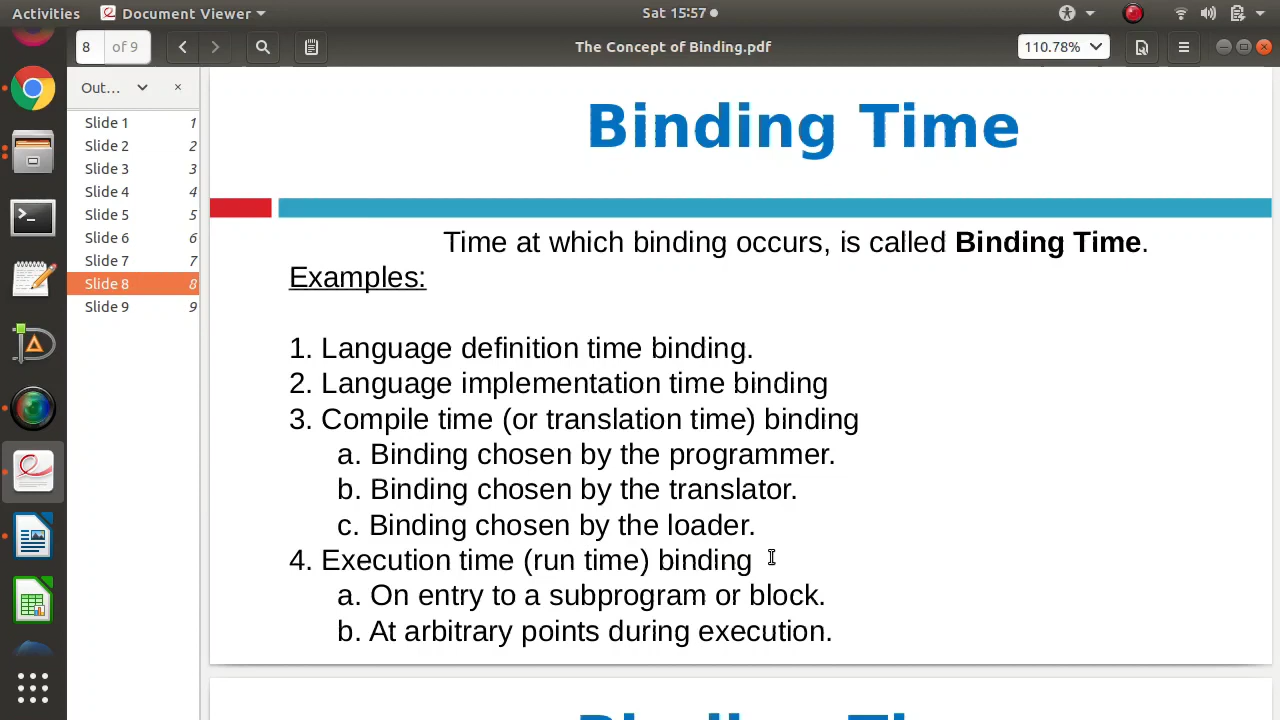 Activities Document Viewer Sat 15:57
8 of 9 The Concept of Binding.pdf 110.78%
Out...
Slide 1 1
Slide 2 2
Slide 3 3
Slide 4 4
Slide 5 5
Slide 6 6
Slide 7 7
Slide 8 8
Slide 9 9
Binding Time
Time at which binding occurs, is called Binding Time.
Examples:
1. Language definition time binding.
2. Language implementation time binding
3. Compile time (or translation time) binding
a. Binding chosen by the programmer.
b. Binding chosen by the translator.
c. Binding chosen by the loader.
4. Execution time (run time) binding
a. On entry to a subprogram or block.
b. At arbitrary points during execution.